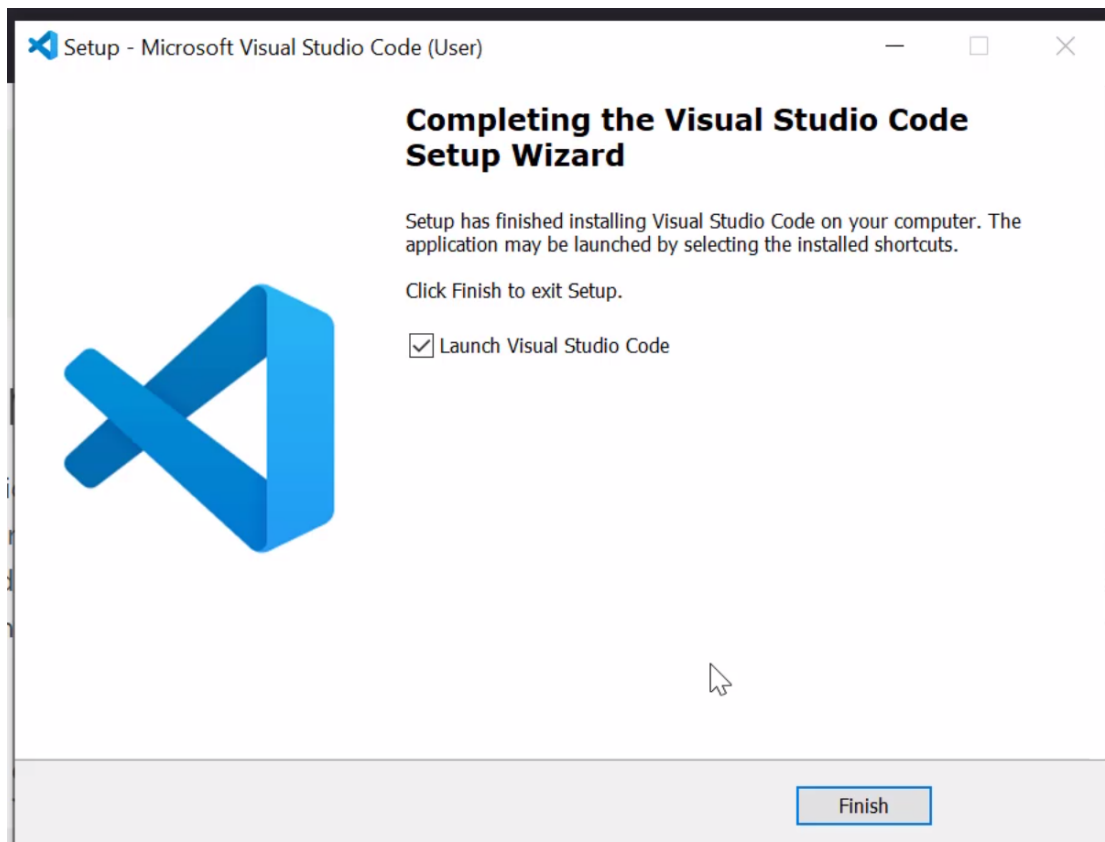 Setup - Microsoft Visual Studio Code (User)
Completing the Visual Studio Code
Setup Wizard
Setup has finished installing Visual Studio Code on your computer. The
application may be launched by selecting the installed shortcuts.
Click Finish to exit Setup.
Launch Visual Studio Code
Finish